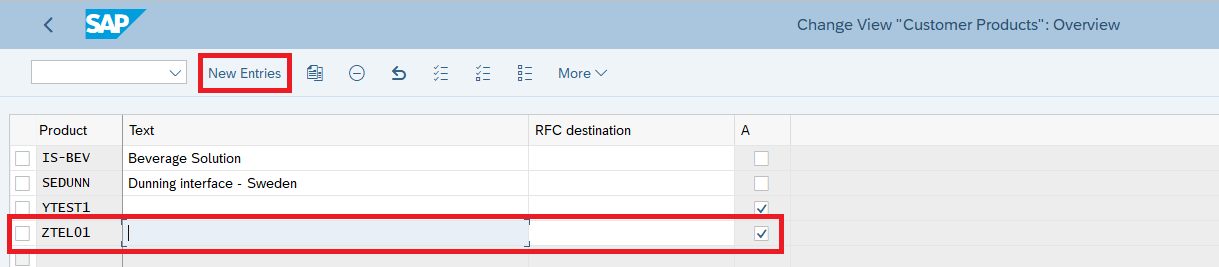 SAP Change View "Customer Products": Overview
New Entries More
Product Text RFC destination A
IS-BEV Beverage Solution
SEDUNN Dunning interface - Sweden
YTEST1
ZTEL01